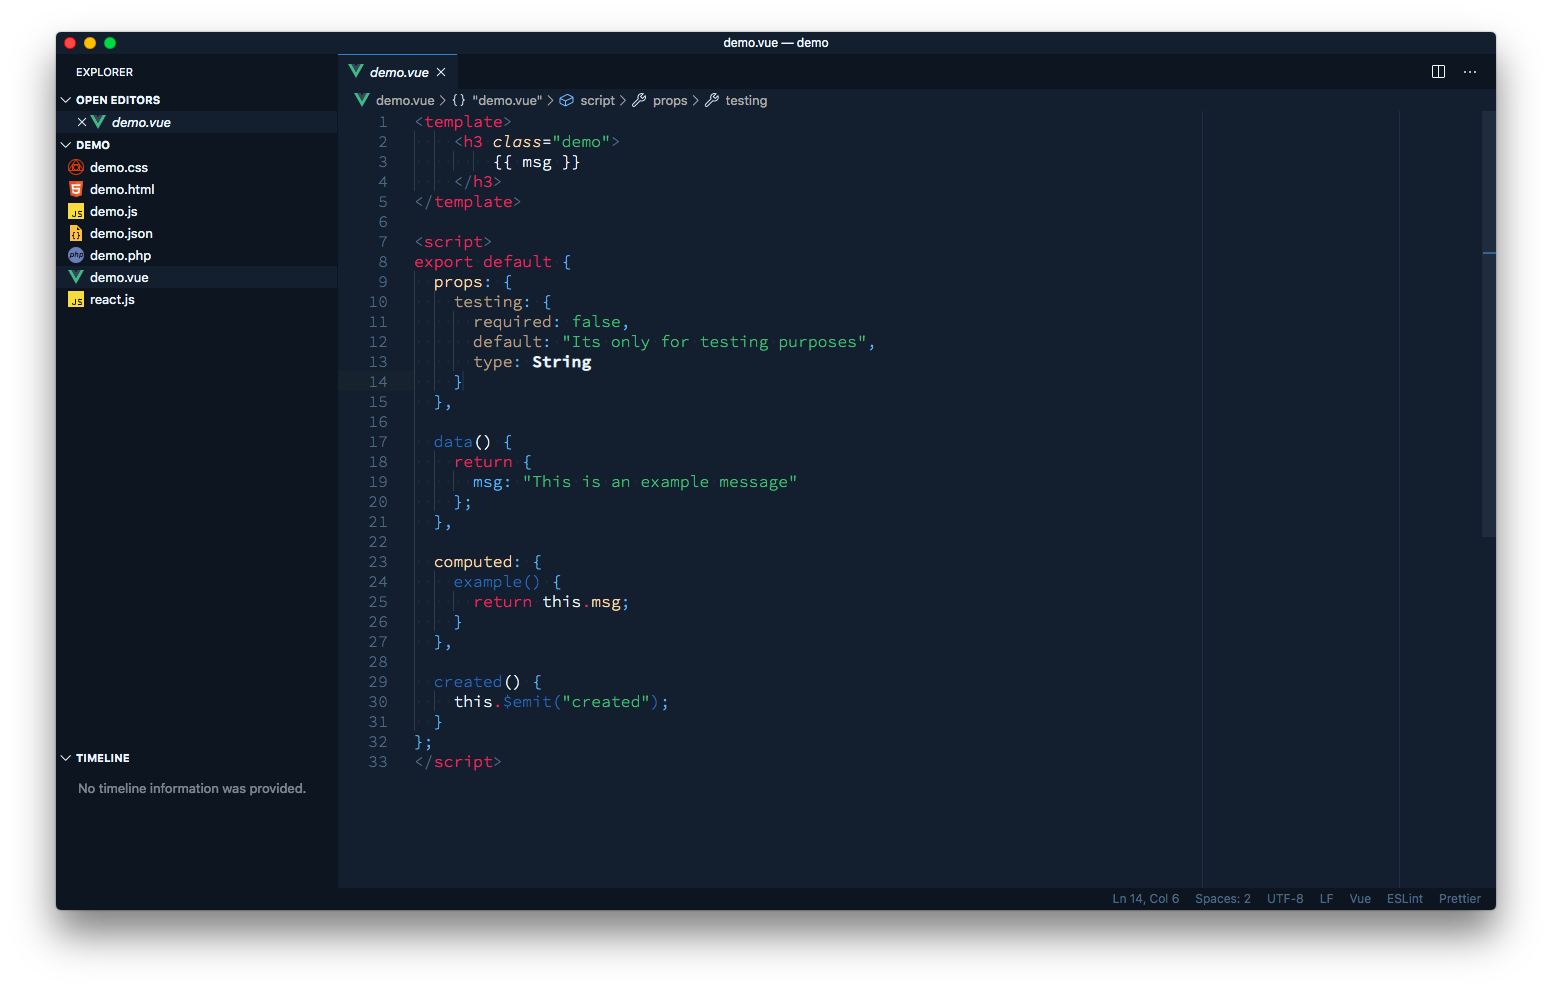 demo.vue — demo
EXPLORER
OPEN EDITORS
demo.vue
DEMO
demo.css
demo.html
JS demo.js
demo.json
php demo.php
demo.vue
JS react.js
TIMELINE
No timeline information was provided.
demo.vue
demo.vue > {} "demo.vue" > script > props > testing
1 <template>
2     <h3 class="demo">
3         {{ msg }}
4     </h3>
5 </template>
6
7 <script>
8 export default {
9   props: {
10     testing: {
11       required: false,
12       default: "Its only for testing purposes",
13       type: String
14     }
15   },
16
17   data() {
18     return {
19       msg: "This is an example message"
20     };
21   },
22
23   computed: {
24     example() {
25       return this.msg;
26     }
27   },
28
29   created() {
30     this.$emit("created");
31   }
32 };
33 </script>
Ln 14, Col 6 Spaces: 2 UTF-8 LF Vue ESLint Prettier